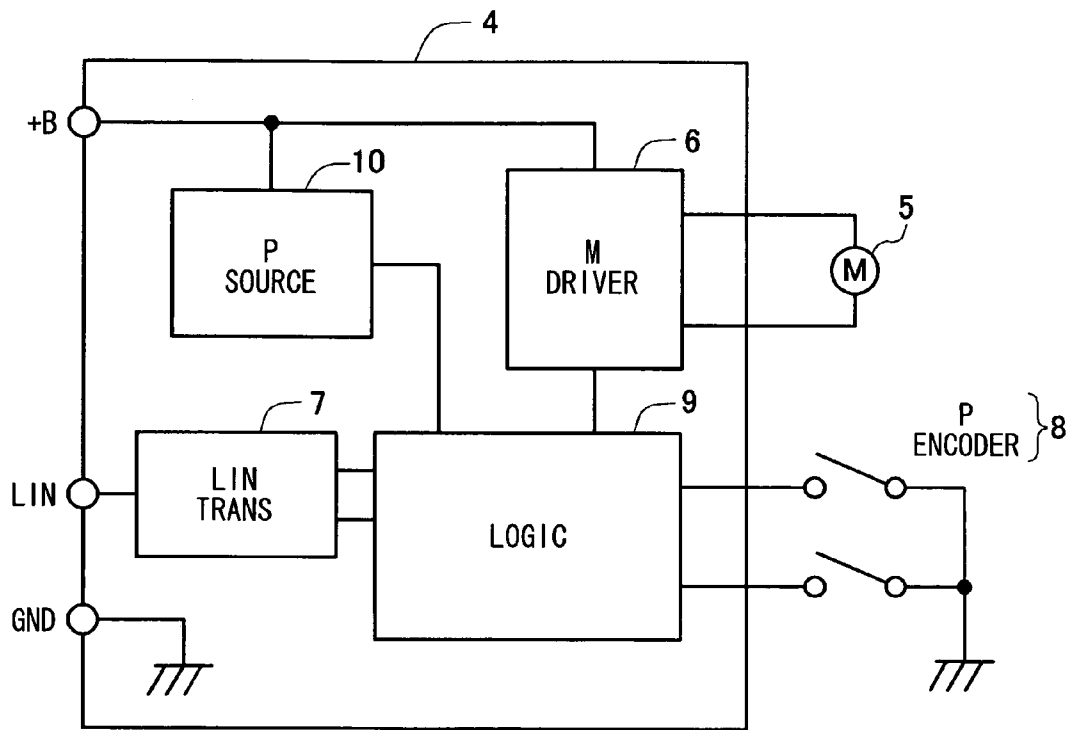 4
+B
10
6
P
SOURCE
M
DRIVER
5
M
7
9
P
ENCODER
8
LIN
LIN
TRANS
LOGIC
GND